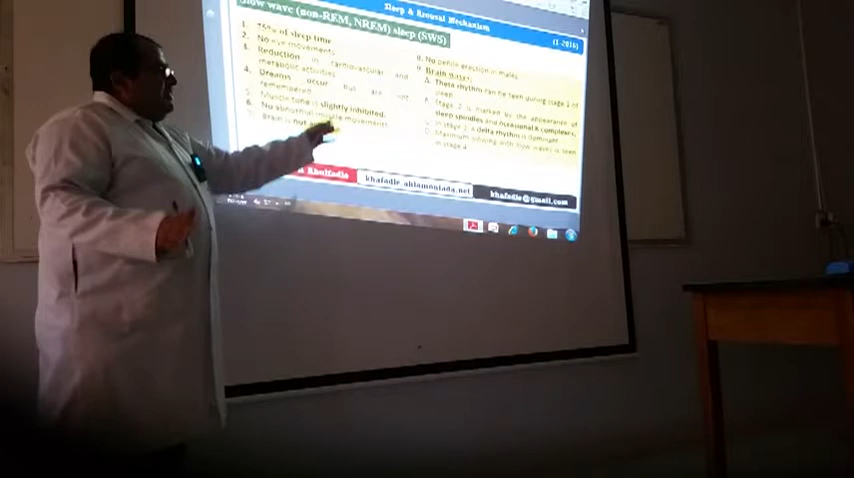 Sleep & Arousal Mechanism
(1-2016)
Slow wave (non-REM, NREM) sleep (SWS)
1. 75% of sleep time
2. No eye movements
3. Reduction in cardiovascular and
metabolic activities
4. Dreams occur but are not
remembered
5. Muscle tone is slightly inhibited.
6. No abnormal muscle movements
7. Brain is not
8. No penile erection in males
9. Brain waves:
A. Theta rhythm can be seen during stage 1 of
sleep
B. Stage 2 is marked by the appearance of
sleep spindles and occasional K complexes,
C. In stage 3, a delta rhythm is dominant
D. Maximum slowing with slow waves is seen
in stage 4
Khalfadle
khafadle.ahlamontada.net
khafadle@gmail.com